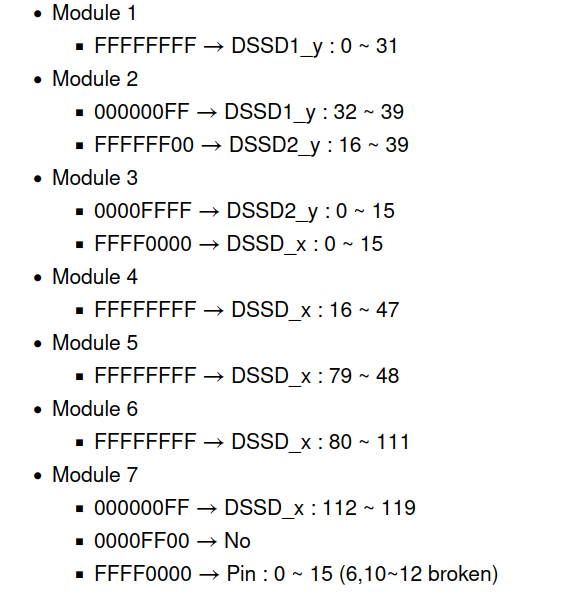 • Module 1
▪ FFFFFFFF → DSSD1_y : 0 ~ 31
• Module 2
▪ 000000FF → DSSD1_y : 32 ~ 39
▪ FFFFFF00 → DSSD2_y : 16 ~ 39
• Module 3
▪ 0000FFFF → DSSD2_y : 0 ~ 15
▪ FFFF0000 → DSSD_x : 0 ~ 15
• Module 4
▪ FFFFFFFF → DSSD_x : 16 ~ 47
• Module 5
▪ FFFFFFFF → DSSD_x : 79 ~ 48
• Module 6
▪ FFFFFFFF → DSSD_x : 80 ~ 111
• Module 7
▪ 000000FF → DSSD_x : 112 ~ 119
▪ 0000FF00 → No
▪ FFFF0000 → Pin : 0 ~ 15 (6,10~12 broken)